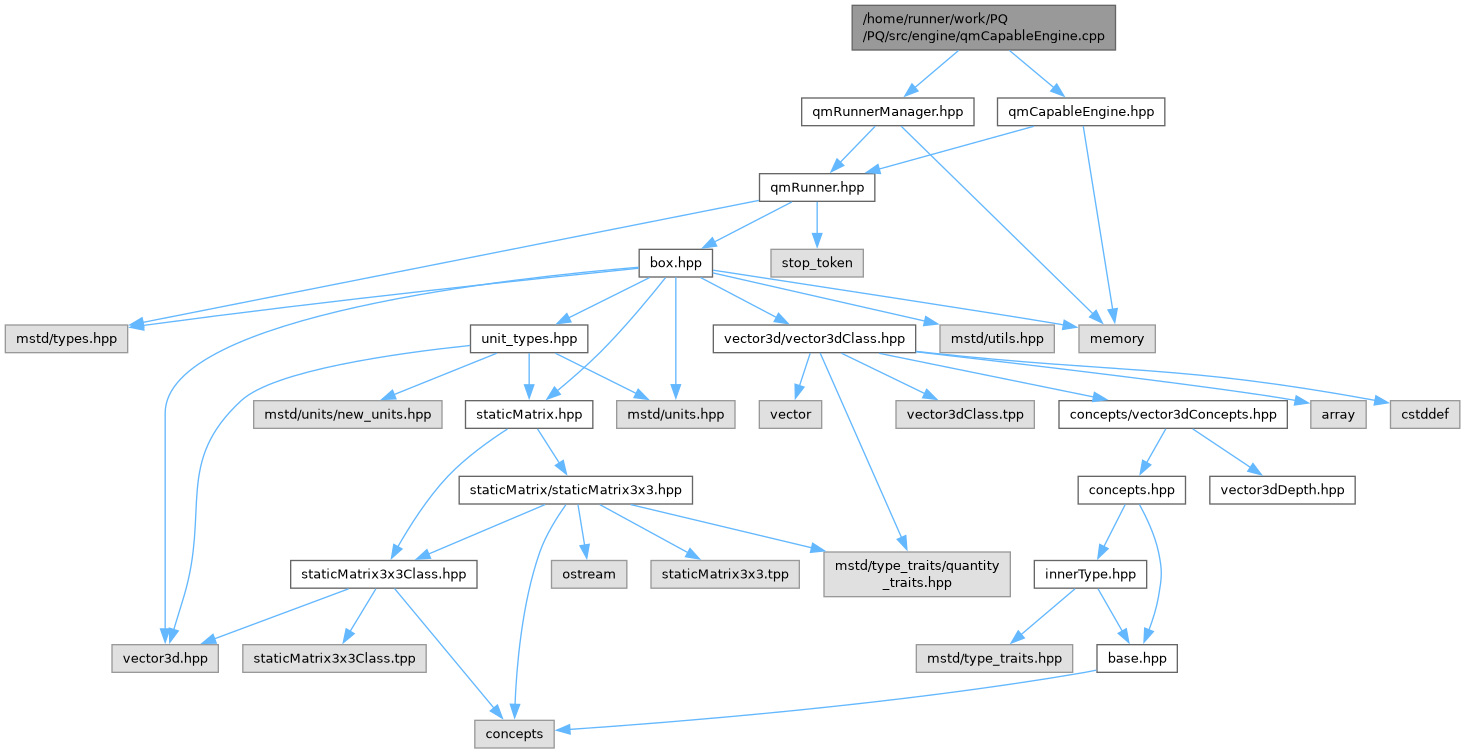 /home/runner/work/PQ
/PQ/src/engine/qmCapableEngine.cpp
qmRunnerManager.hpp
qmCapableEngine.hpp
qmRunner.hpp
box.hpp
stop_token
mstd/types.hpp
unit_types.hpp
vector3d/vector3dClass.hpp
mstd/utils.hpp
memory
mstd/units/new_units.hpp
staticMatrix.hpp
mstd/units.hpp
vector
vector3dClass.tpp
concepts/vector3dConcepts.hpp
array
cstddef
staticMatrix/staticMatrix3x3.hpp
concepts.hpp
vector3dDepth.hpp
staticMatrix3x3Class.hpp
ostream
staticMatrix3x3.tpp
mstd/type_traits/quantity
_traits.hpp
innerType.hpp
vector3d.hpp
staticMatrix3x3Class.tpp
mstd/type_traits.hpp
base.hpp
concepts